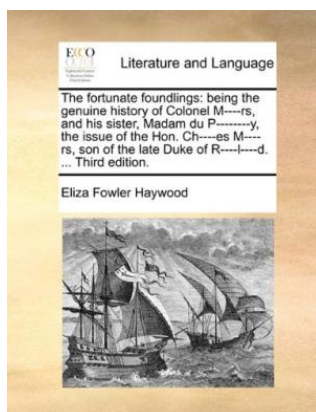 ECCO
Literature and Language
The fortunate foundlings: being the
genuine history of Colonel M----rs,
and his sister, Madam du P--------y,
the issue of the Hon. Ch----es M----
rs, son of the late Duke of R----l----d.
... Third edition.
Eliza Fowler Haywood